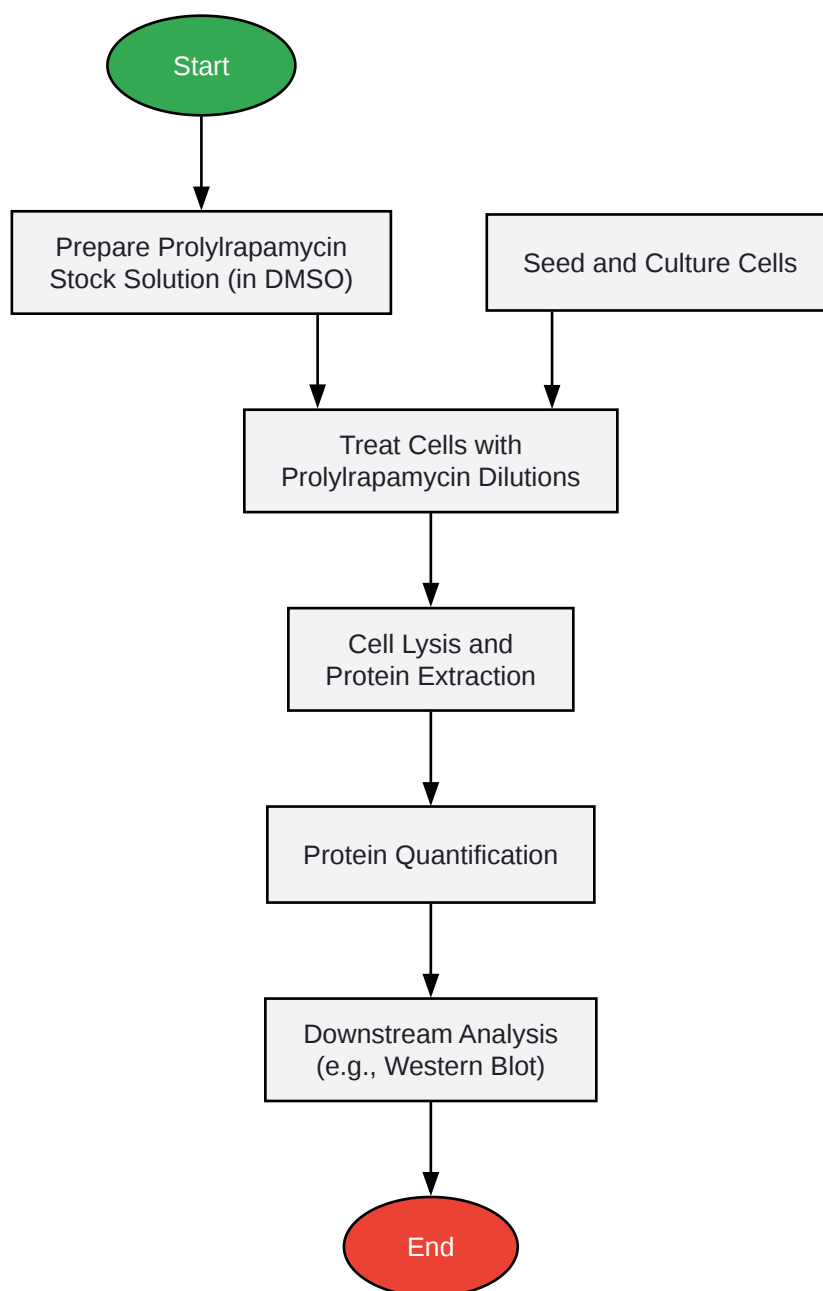 Start
Prepare Prolylrapamycin
Stock Solution (in DMSO)
Seed and Culture Cells
Treat Cells with
Prolylrapamycin Dilutions
Cell Lysis and
Protein Extraction
Protein Quantification
Downstream Analysis
(e.g., Western Blot)
End